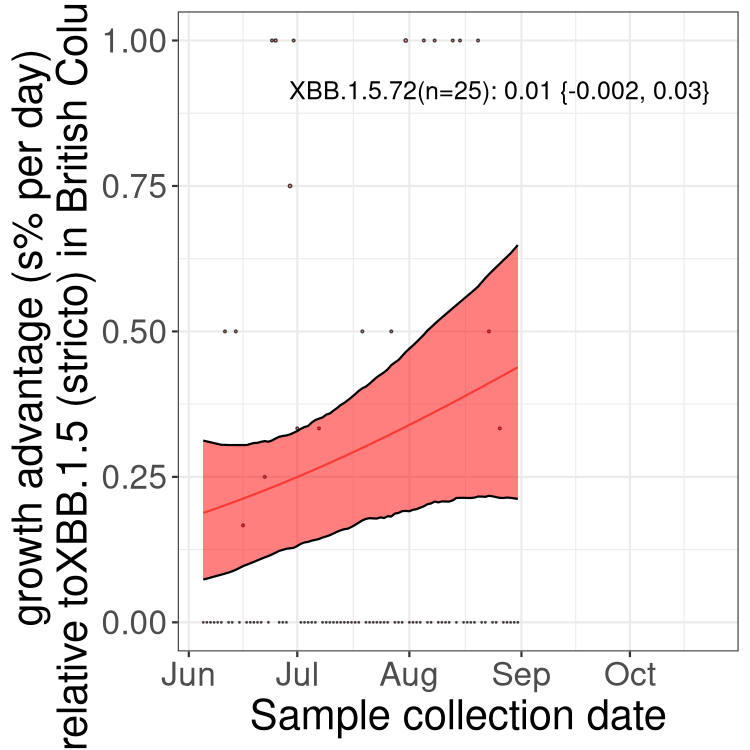 growth advantage (s% per day)
relative toXBB.1.5 (stricto) in British Colu
1.00
0.75
0.50
0.25
0.00
XBB.1.5.72(n=25): 0.01 {-0.002, 0.03}
Jun Jul Aug Sep Oct
Sample collection date